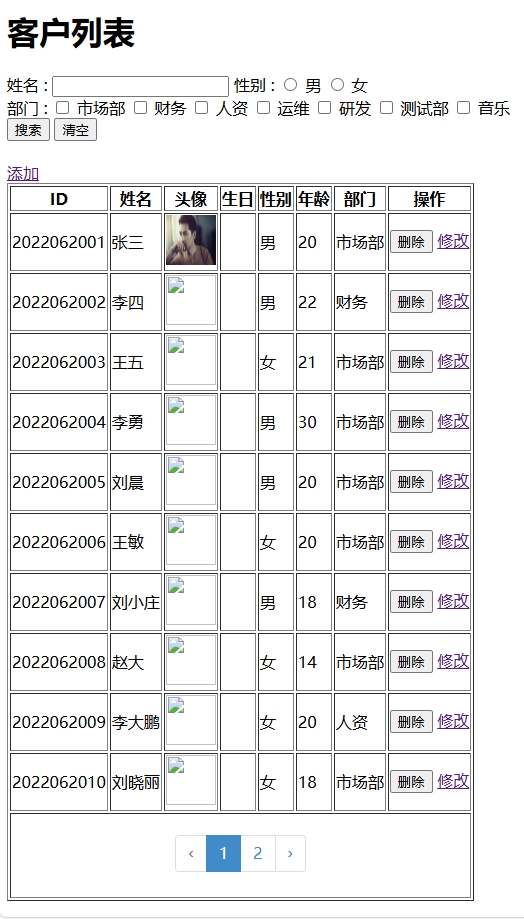 客户列表
姓名 : 性别 : 男 女
部门 : 市场部 财务 人资 运维 研发 测试部 音乐
搜索 清空
添加
ID 姓名 头像 生日 性别 年龄 部门 操作
2022062001 张三 男 20 市场部 删除 修改
2022062002 李四 男 22 财务 删除 修改
2022062003 王五 女 21 市场部 删除 修改
2022062004 李勇 男 30 市场部 删除 修改
2022062005 刘晨 男 20 市场部 删除 修改
2022062006 王敏 女 20 市场部 删除 修改
2022062007 刘小庄 男 18 财务 删除 修改
2022062008 赵大 女 14 市场部 删除 修改
2022062009 李大鹏 女 20 人资 删除 修改
2022062010 刘晓丽 女 18 市场部 删除 修改
‹ 1 2 ›